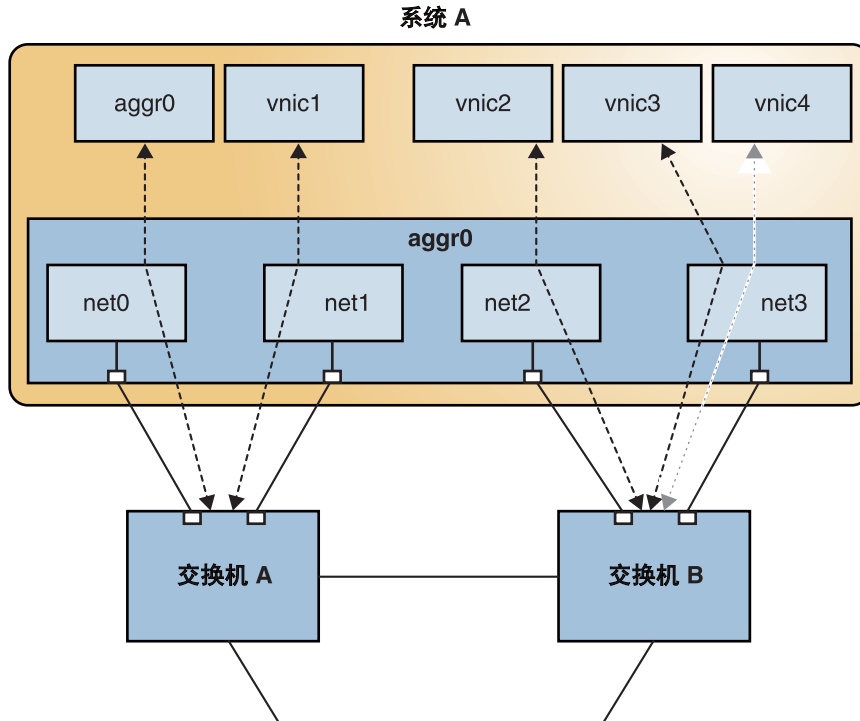 系统 A
aggr0
vnic1
vnic2
vnic3
vnic4
aggr0
net0
net1
net2
net3
交换机 A
交换机 B